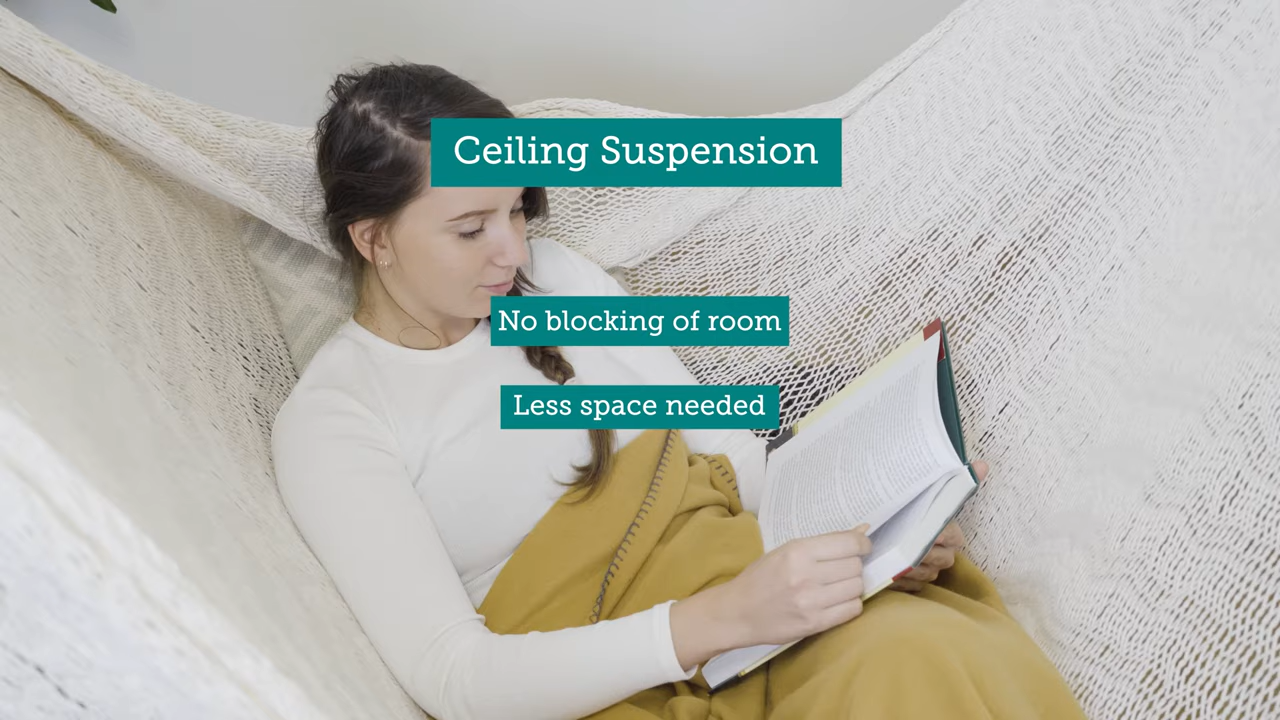 Ceiling Suspension
No blocking of room
Less space needed